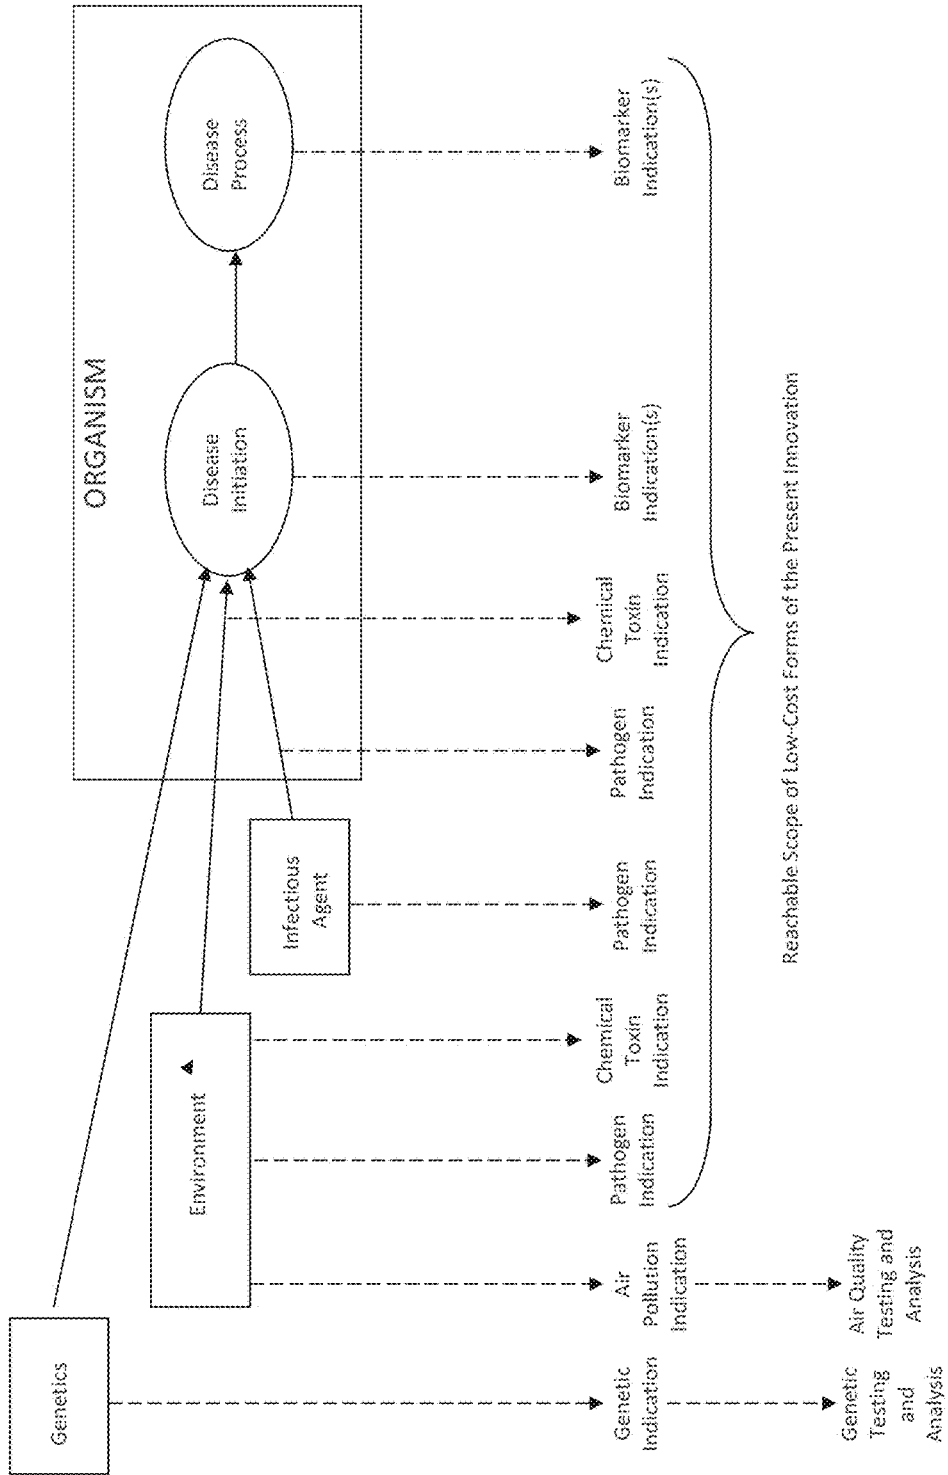 Genetics
Environment
Infectious
Agent
ORGANISM
Disease
Initiation
Disease
Process
Genetic
Indication
Air
Pollution
Indication
Pathogen
Indication
Chemical
Toxin
Indication
Pathogen
Indication
Pathogen
Indication
Chemical
Toxin
Indication
Biomarker
Indication(s)
Biomarker
Indication(s)
Reachable Scope of Low-Cost Forms of the Present Innovation
Genetic
Testing
and
Analysis
Air Quality
Testing and
Analysis